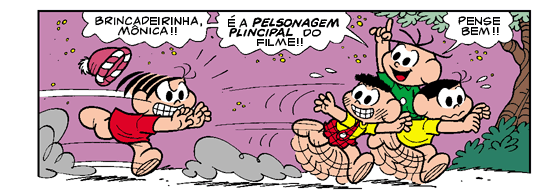 BRINCADEIRINHA,
MÔNICA!!
É A PELSONAGEM
PLINCIPAL DO
FILME!!
PENSE
BEM!!